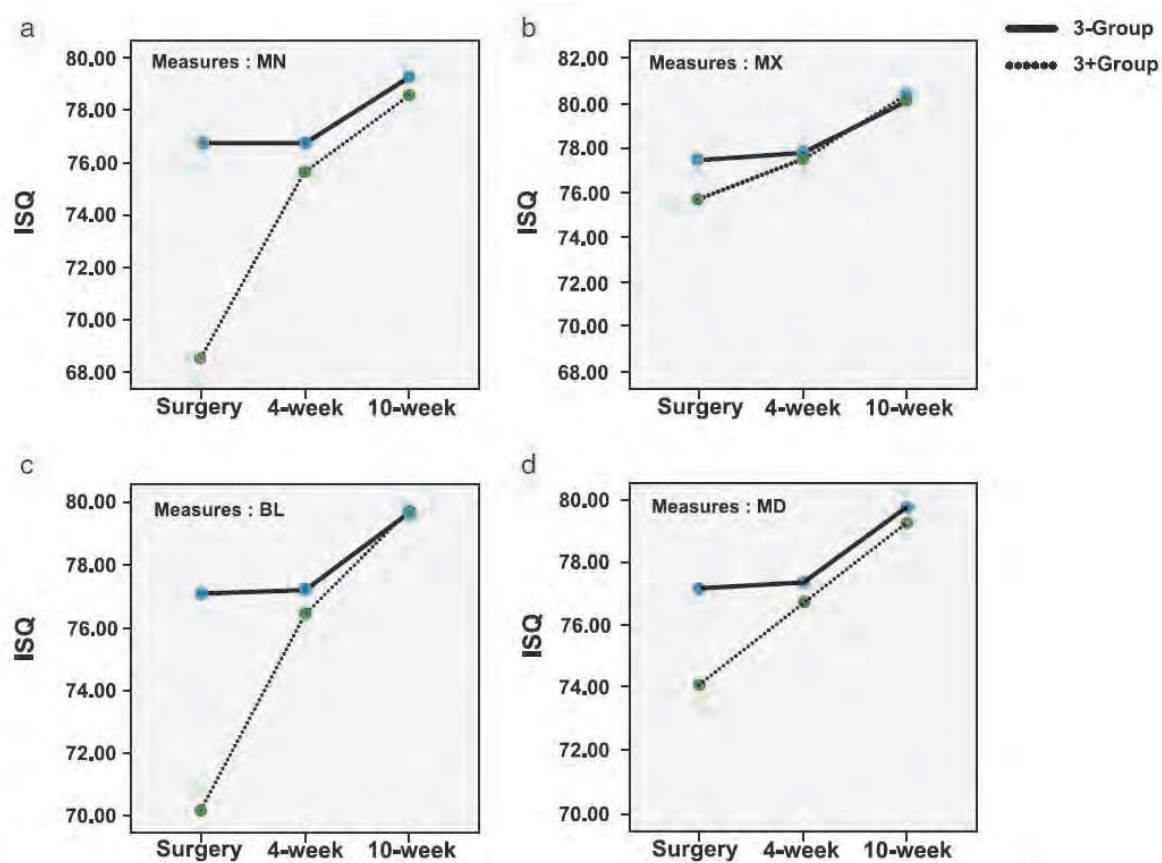 a
Measures : MN
80.00
78.00
76.00
74.00
72.00
70.00
68.00
ISQ
Surgery 4-week 10-week
b
Measures : MX
82.00
80.00
78.00
76.00
74.00
72.00
70.00
68.00
ISQ
Surgery 4-week 10-week
3-Group
3+Group
c
Measures : BL
80.00
78.00
76.00
74.00
72.00
70.00
ISQ
Surgery 4-week 10-week
d
Measures : MD
80.00
78.00
76.00
74.00
72.00
70.00
ISQ
Surgery 4-week 10-week